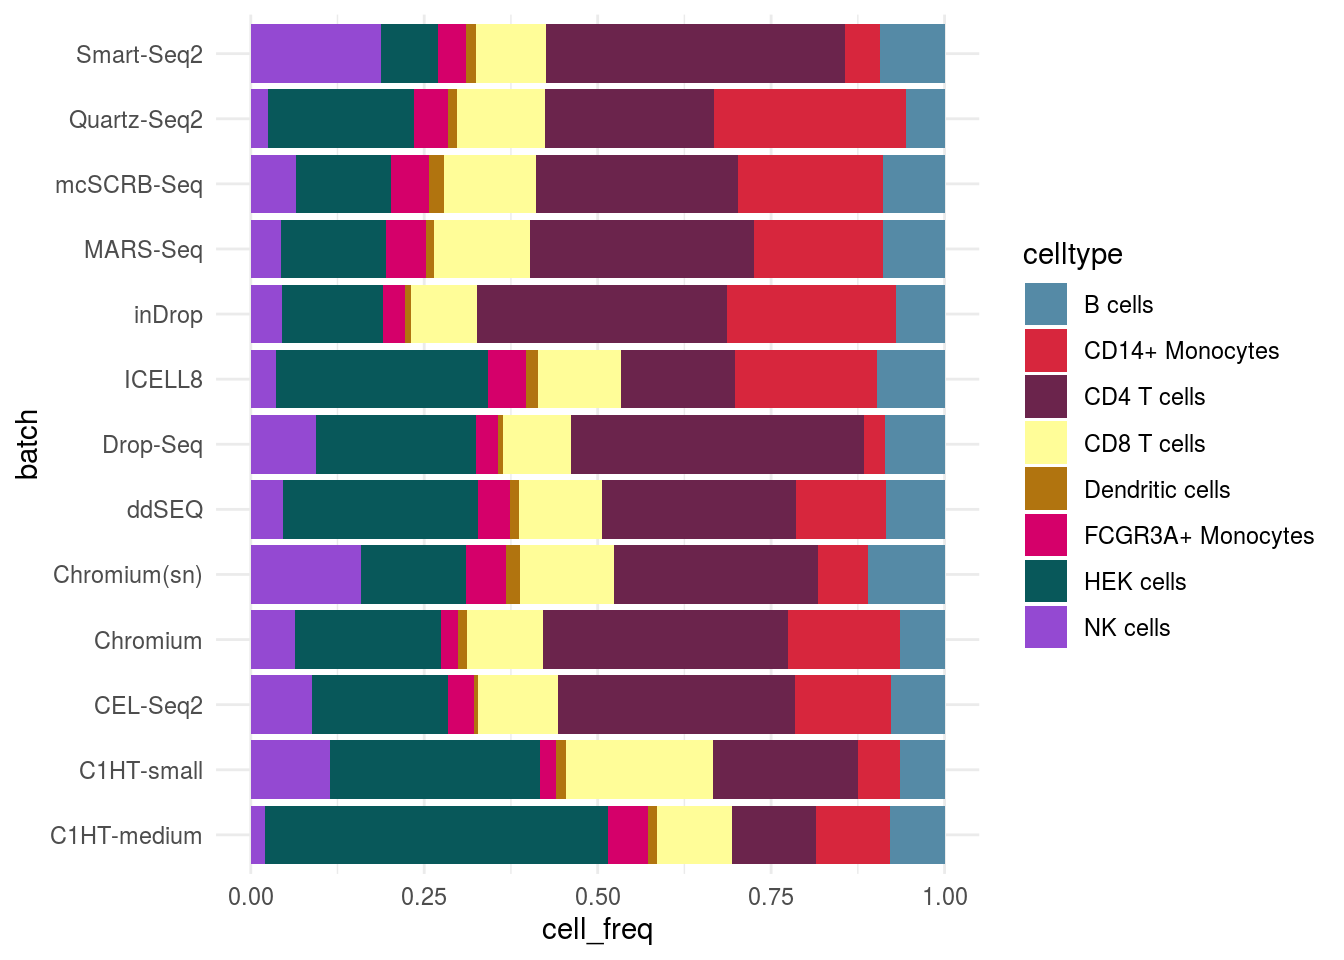 batch
Smart-Seq2
Quartz-Seq2
mcSCRB-Seq
MARS-Seq
inDrop
ICELL8
Drop-Seq
ddSEQ
Chromium(sn)
Chromium
CEL-Seq2
C1HT-small
C1HT-medium
0.00 0.25 0.50 0.75 1.00
cell_freq
celltype
B cells
CD14+ Monocytes
CD4 T cells
CD8 T cells
Dendritic cells
FCGR3A+ Monocytes
HEK cells
NK cells